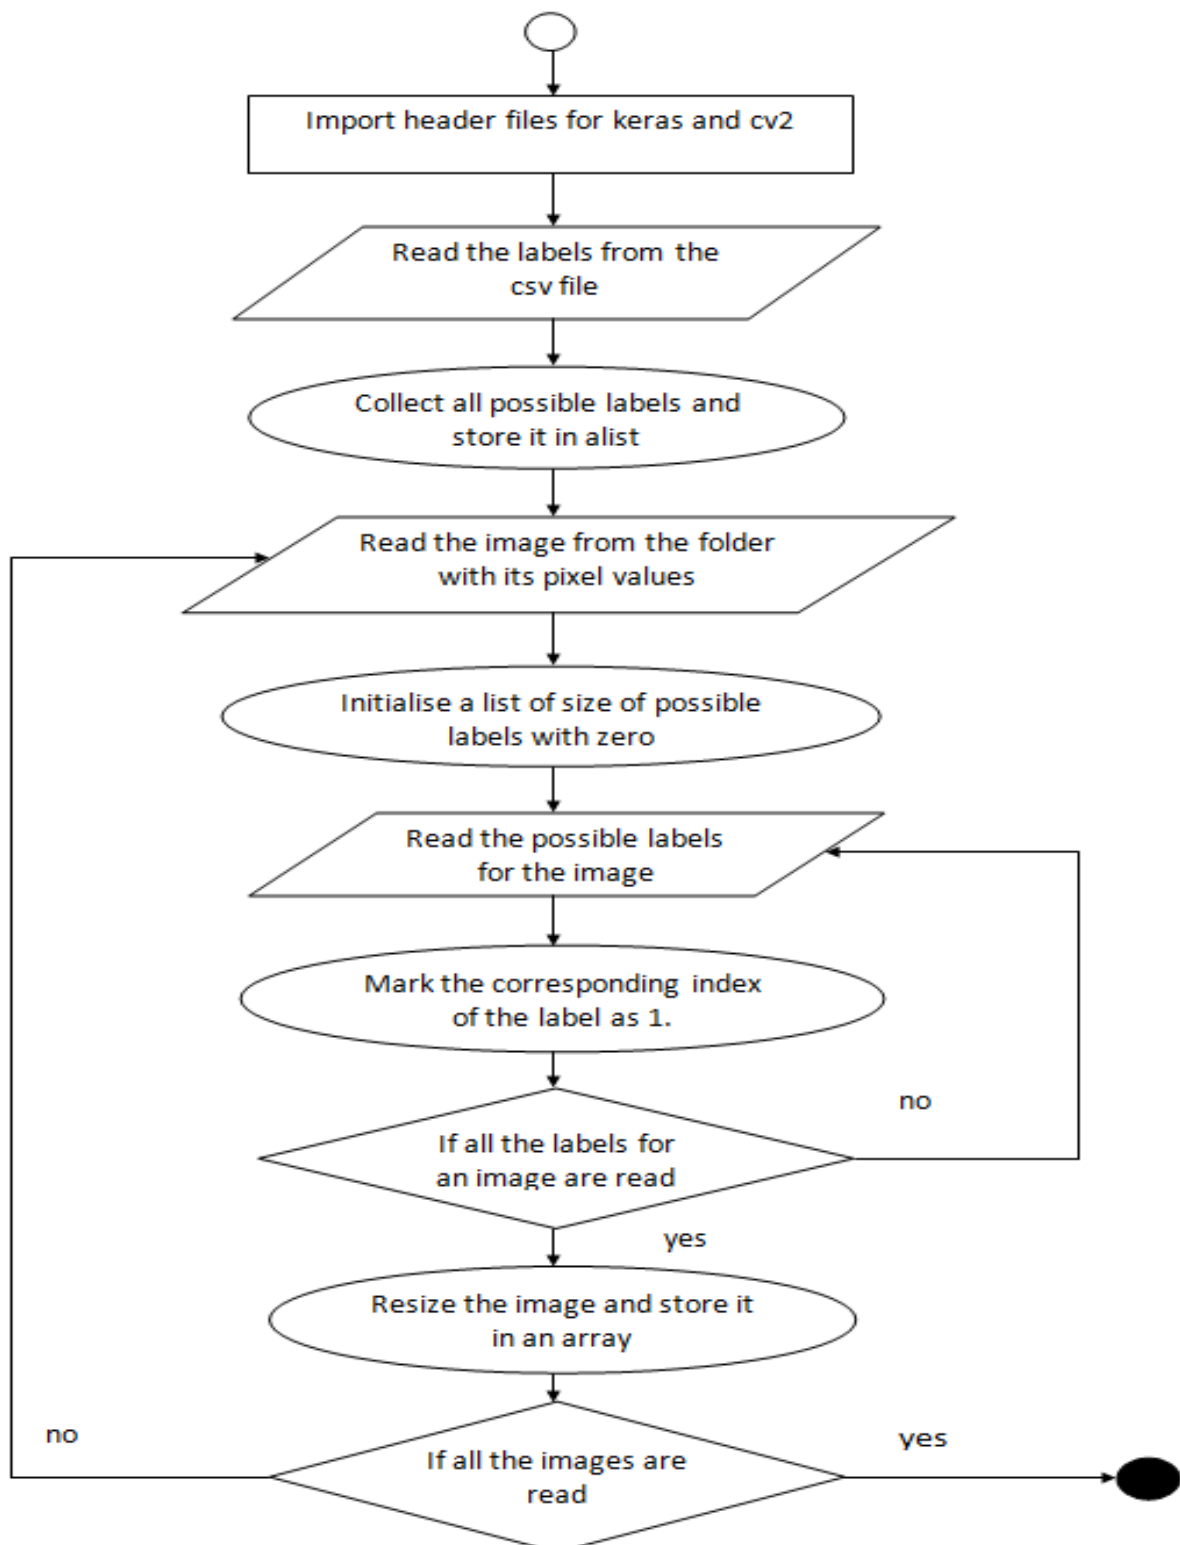 Import header files for keras and cv2
Read the labels from the
csv file
Collect all possible labels and
store it in alist
Read the image from the folder
with its pixel values
Initialise a list of size of possible
labels with zero
Read the possible labels
for the image
Mark the corresponding index
of the label as 1.
no
If all the labels for
an image are read
yes
Resize the image and store it
in an array
no
yes
If all the images are
read